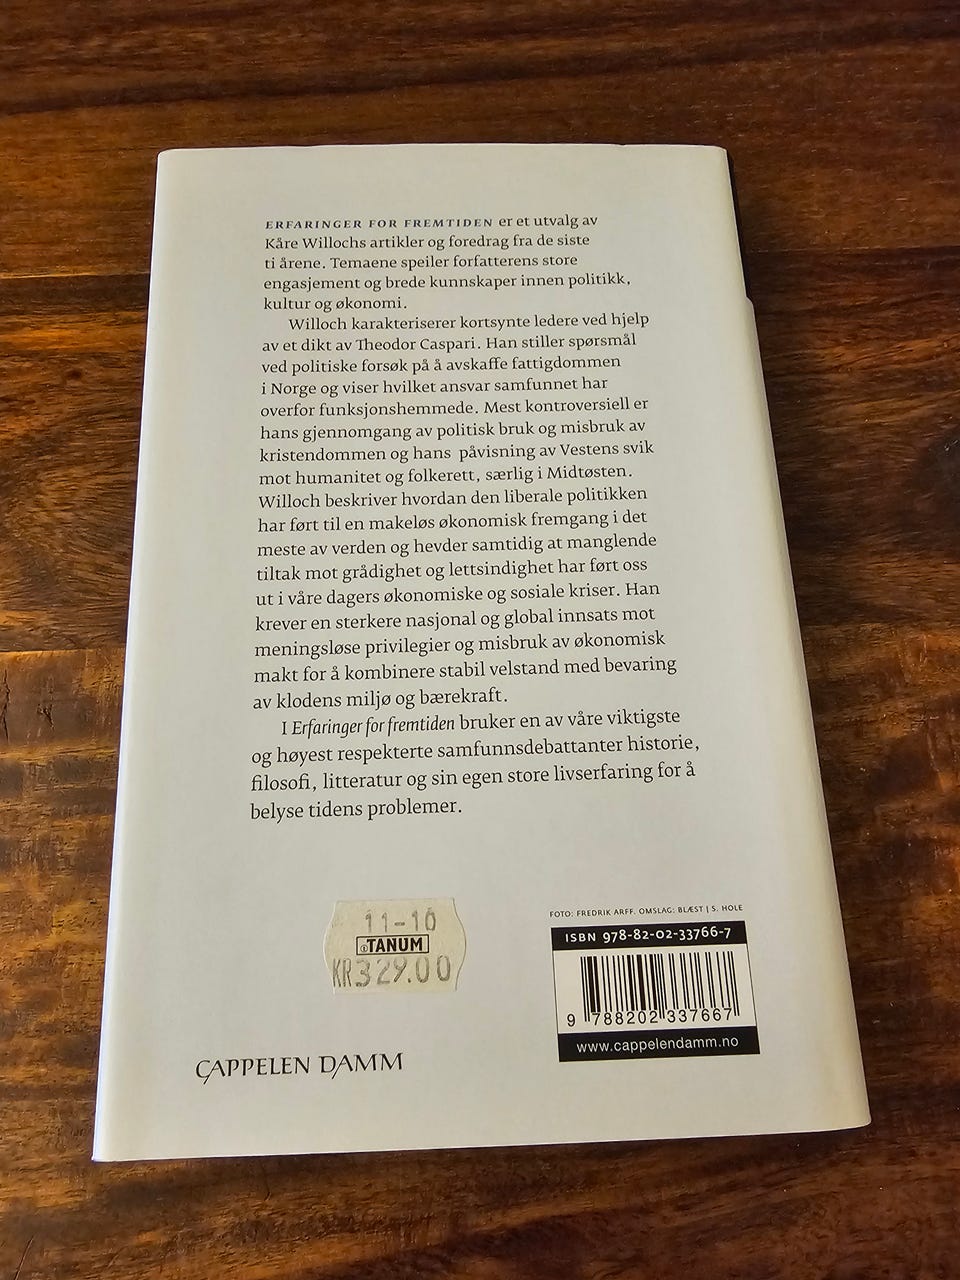 ERFARINGER FOR FREMTIDEN er et utvalg av
Kåre Willochs artikler og foredrag fra de siste
ti årene. Temaene speiler forfatterens store
engasjement og brede kunnskaper innen politikk,
kultur og økonomi.
Willoch karakteriserer kortsynte ledere ved hjelp
av et dikt av Theodor Caspari. Han stiller spørsmål
ved politiske forsøk på å avskaffe fattigdommen
i Norge og viser hvilket ansvar samfunnet har
overfor funksjonshemmede. Mest kontroversiell er
hans gjennomgang av politisk bruk og misbruk av
kristendommen og hans påvisning av Vestens svik
mot humanitet og folkerett, særlig i Midtøsten.
Willoch beskriver hvordan den liberale politikken
har ført til en makeløs økonomisk fremgang i det
meste av verden og hevder samtidig at manglende
tiltak mot grådighet og lettsindighet har ført oss
ut i våre dagers økonomiske og sosiale kriser. Han
krever en sterkere nasjonal og global innsats mot
meningsløse privilegier og misbruk av økonomisk
makt for å kombinere stabil velstand med bevaring
av klodens miljø og bærekraft.
I Erfaringer for fremtiden bruker en av våre viktigste
og høyest respekterte samfunnsdebattanter historie,
filosofi, litteratur og sin egen store livserfaring for å
belyse tidens problemer.
11-10
TANUM
KR329.00
FOTO: FREDRIK ARFF. OMSLAG: BLÆST | S. HOLE
ISBN 978-82-02-33766-7
9 788202 337667
www.cappelendamm.no
CAPPELEN DAMM